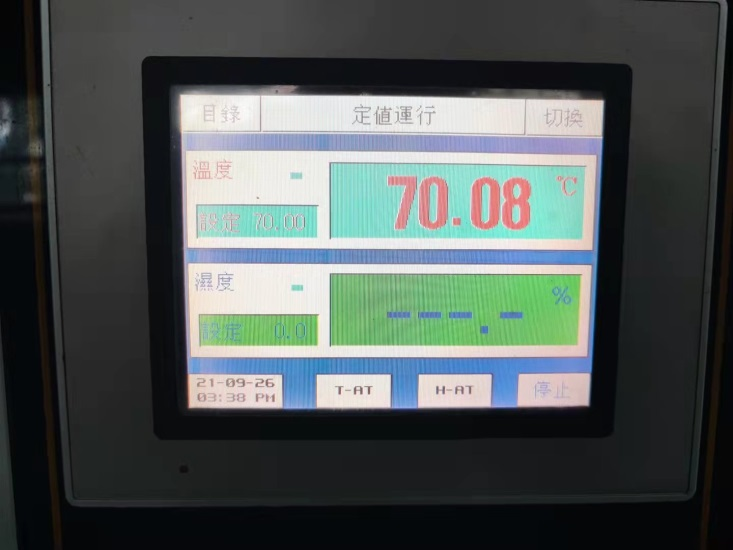 目錄 定值運行 切換
溫度 - 70.08 ℃
設定 70.00
濕度 - ---.- %
設定 0.0
21-09-26 T-AT H-AT 停止
03:38 PM